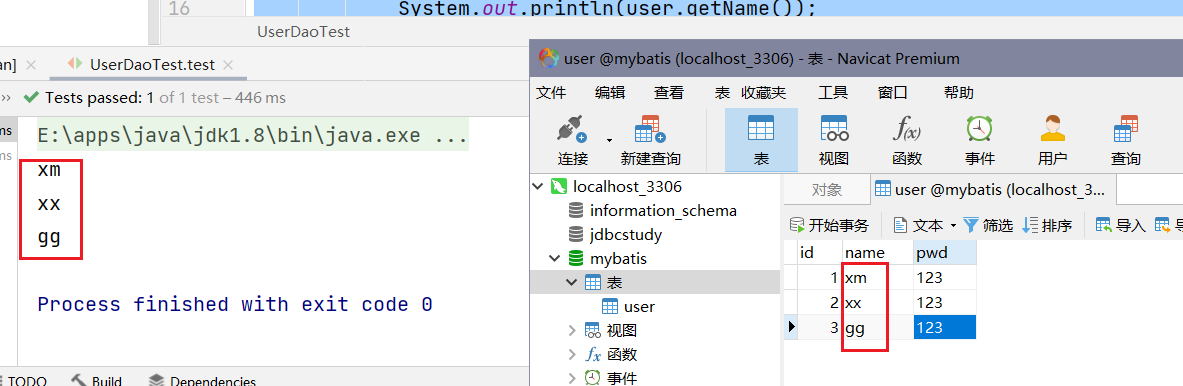 16 System.out.println(user.getName());
UserDaoTest
an] × UserDaoTest.test ×
›› Tests passed: 1 of 1 test – 446 ms
ms E:\apps\java\jdk1.8\bin\java.exe ...
ms
xm
xx
gg
Process finished with exit code 0
TODO Build Dependencies
user @mybatis (localhost_3306) - 表 - Navicat Premium
文件 编辑 查看 表 收藏夹 工具 窗口 帮助
f(x)
连接 新建查询 表 视图 函数 事件 用户 查询
localhost_3306
information_schema
jdbcstudy
mybatis
表
user
视图
fx 函数
事件
对象 user @mybatis (localhost_3...
开始事务 文本 筛选 排序 导入
id name pwd
1 xm 123
2 xx 123
3 gg 123